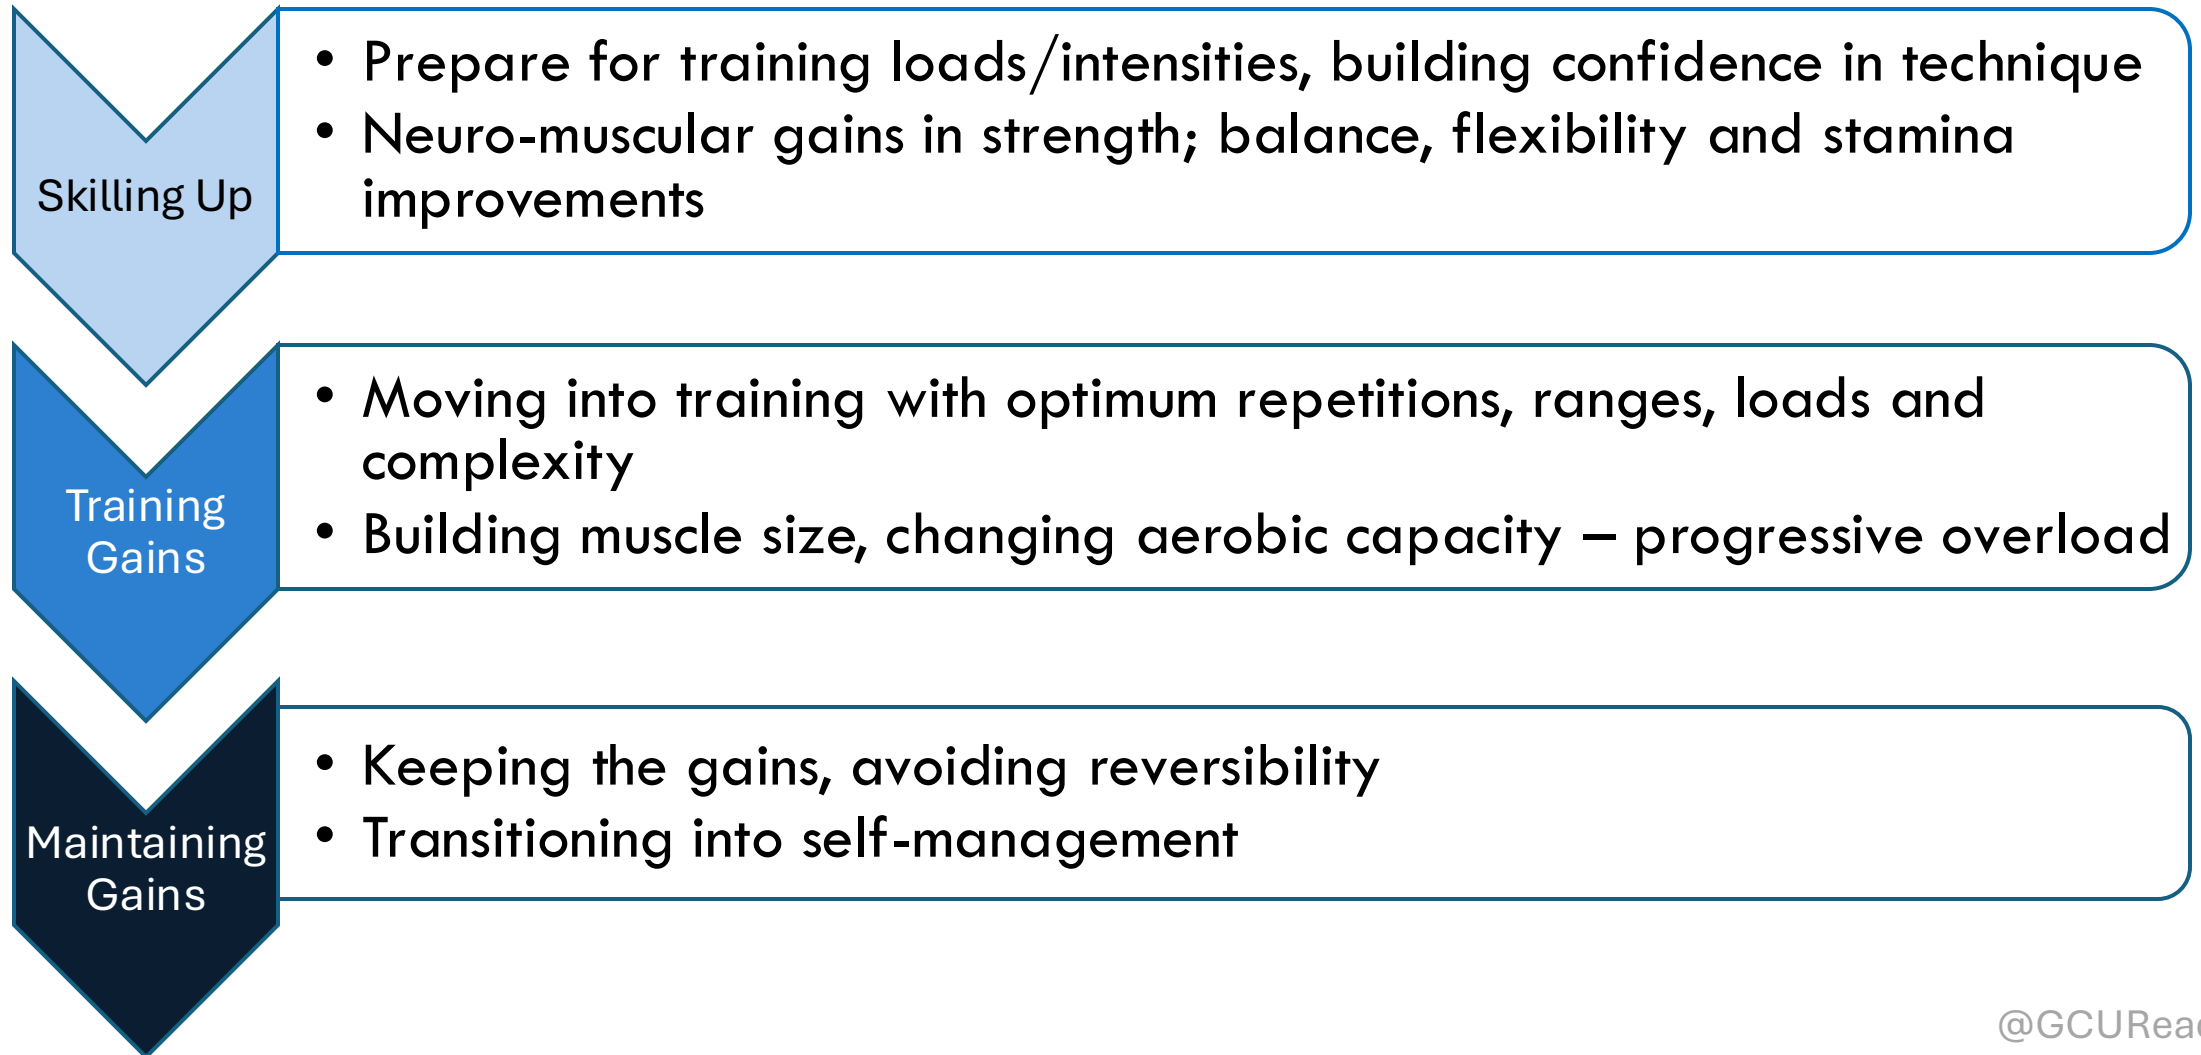 Skilling Up
• Prepare for training loads/intensities, building confidence in technique
• Neuro-muscular gains in strength; balance, flexibility and stamina
improvements
Training
Gains
• Moving into training with optimum repetitions, ranges, loads and
complexity
• Building muscle size, changing aerobic capacity – progressive overload
Maintaining
Gains
• Keeping the gains, avoiding reversibility
• Transitioning into self-management